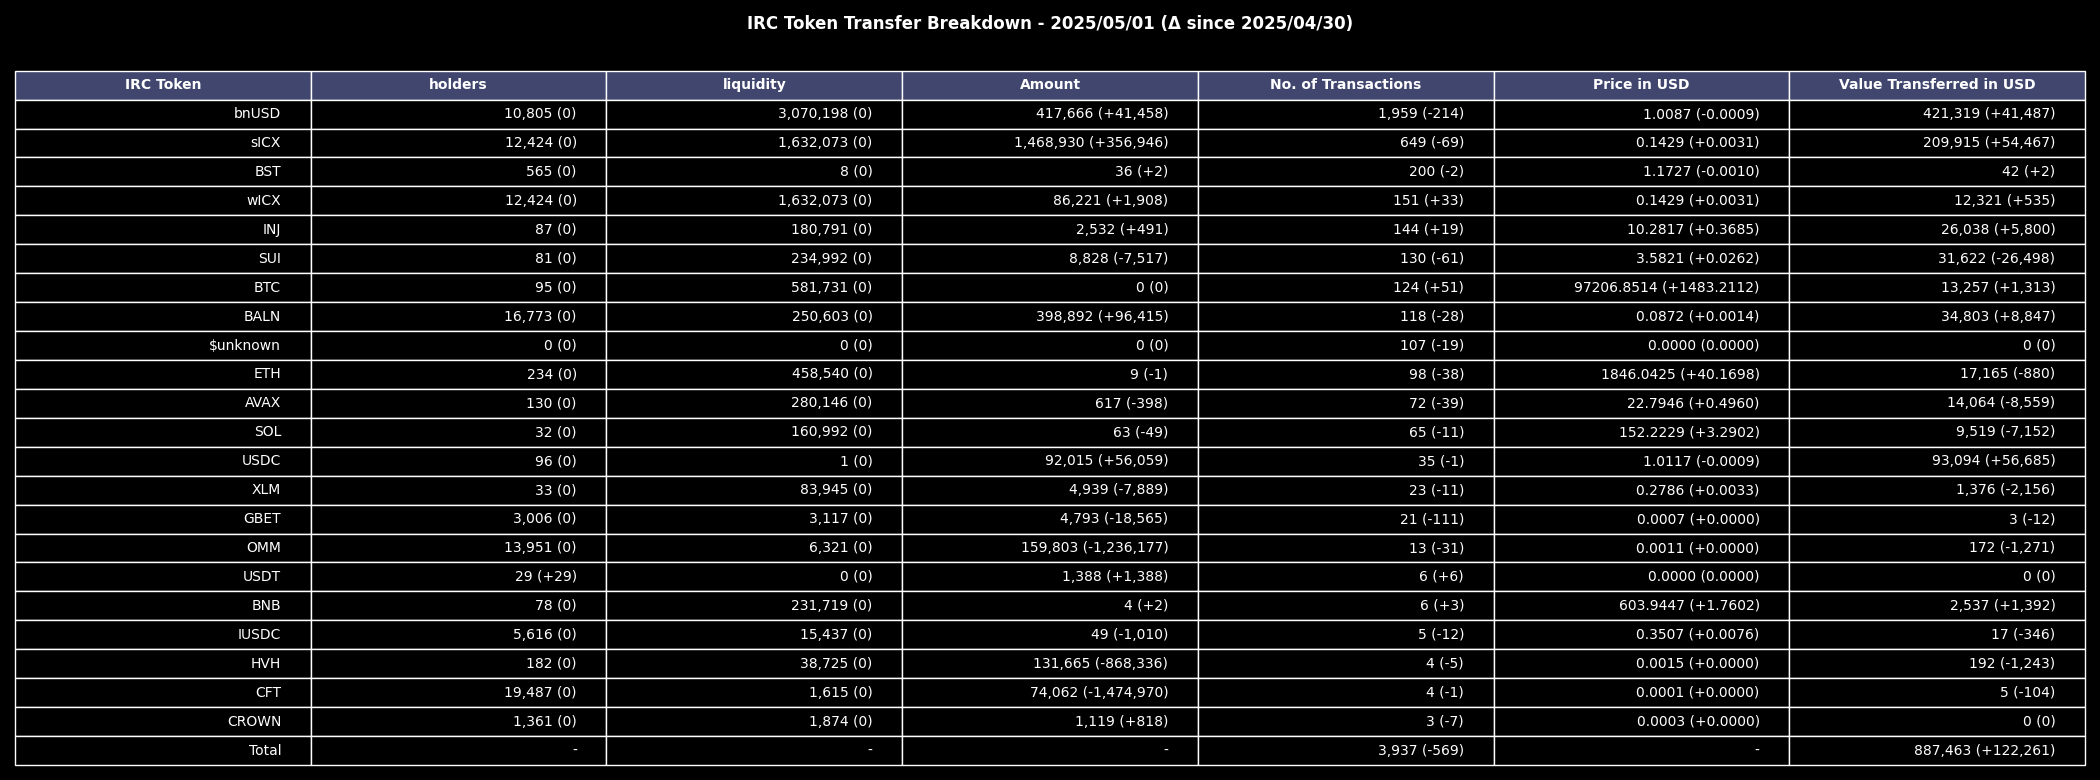 IRC Token Transfer Breakdown - 2025/05/01 (Δ since 2025/04/30)
IRC Token holders liquidity Amount No. of Transactions Price in USD Value Transferred in USD
bnUSD 10,805 (0) 3,070,198 (0) 417,666 (+41,458) 1,959 (-214) 1.0087 (-0.0009) 421,319 (+41,487)
sICX 12,424 (0) 1,632,073 (0) 1,468,930 (+356,946) 649 (-69) 0.1429 (+0.0031) 209,915 (+54,467)
BST 565 (0) 8 (0) 36 (+2) 200 (-2) 1.1727 (-0.0010) 42 (+2)
wICX 12,424 (0) 1,632,073 (0) 86,221 (+1,908) 151 (+33) 0.1429 (+0.0031) 12,321 (+535)
INJ 87 (0) 180,791 (0) 2,532 (+491) 144 (+19) 10.2817 (+0.3685) 26,038 (+5,800)
SUI 81 (0) 234,992 (0) 8,828 (-7,517) 130 (-61) 3.5821 (+0.0262) 31,622 (-26,498)
BTC 95 (0) 581,731 (0) 0 (0) 124 (+51) 97206.8514 (+1483.2112) 13,257 (+1,313)
BALN 16,773 (0) 250,603 (0) 398,892 (+96,415) 118 (-28) 0.0872 (+0.0014) 34,803 (+8,847)
$unknown 0 (0) 0 (0) 0 (0) 107 (-19) 0.0000 (0.0000) 0 (0)
ETH 234 (0) 458,540 (0) 9 (-1) 98 (-38) 1846.0425 (+40.1698) 17,165 (-880)
AVAX 130 (0) 280,146 (0) 617 (-398) 72 (-39) 22.7946 (+0.4960) 14,064 (-8,559)
SOL 32 (0) 160,992 (0) 63 (-49) 65 (-11) 152.2229 (+3.2902) 9,519 (-7,152)
USDC 96 (0) 1 (0) 92,015 (+56,059) 35 (-1) 1.0117 (-0.0009) 93,094 (+56,685)
XLM 33 (0) 83,945 (0) 4,939 (-7,889) 23 (-11) 0.2786 (+0.0033) 1,376 (-2,156)
GBET 3,006 (0) 3,117 (0) 4,793 (-18,565) 21 (-111) 0.0007 (+0.0000) 3 (-12)
OMM 13,951 (0) 6,321 (0) 159,803 (-1,236,177) 13 (-31) 0.0011 (+0.0000) 172 (-1,271)
USDT 29 (+29) 0 (0) 1,388 (+1,388) 6 (+6) 0.0000 (0.0000) 0 (0)
BNB 78 (0) 231,719 (0) 4 (+2) 6 (+3) 603.9447 (+1.7602) 2,537 (+1,392)
IUSDC 5,616 (0) 15,437 (0) 49 (-1,010) 5 (-12) 0.3507 (+0.0076) 17 (-346)
HVH 182 (0) 38,725 (0) 131,665 (-868,336) 4 (-5) 0.0015 (+0.0000) 192 (-1,243)
CFT 19,487 (0) 1,615 (0) 74,062 (-1,474,970) 4 (-1) 0.0001 (+0.0000) 5 (-104)
CROWN 1,361 (0) 1,874 (0) 1,119 (+818) 3 (-7) 0.0003 (+0.0000) 0 (0)
Total - - - 3,937 (-569) - 887,463 (+122,261)